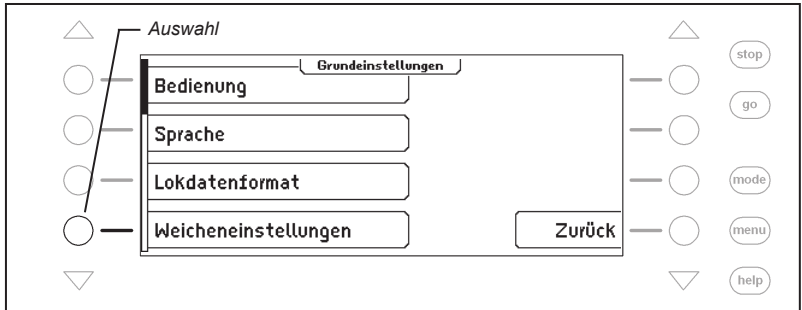 Auswahl
Grundeinstellungen
Bedienung
Sprache
Lokdatenformat
Weicheneinstellungen
Zurück
stop
go
mode
menu
help